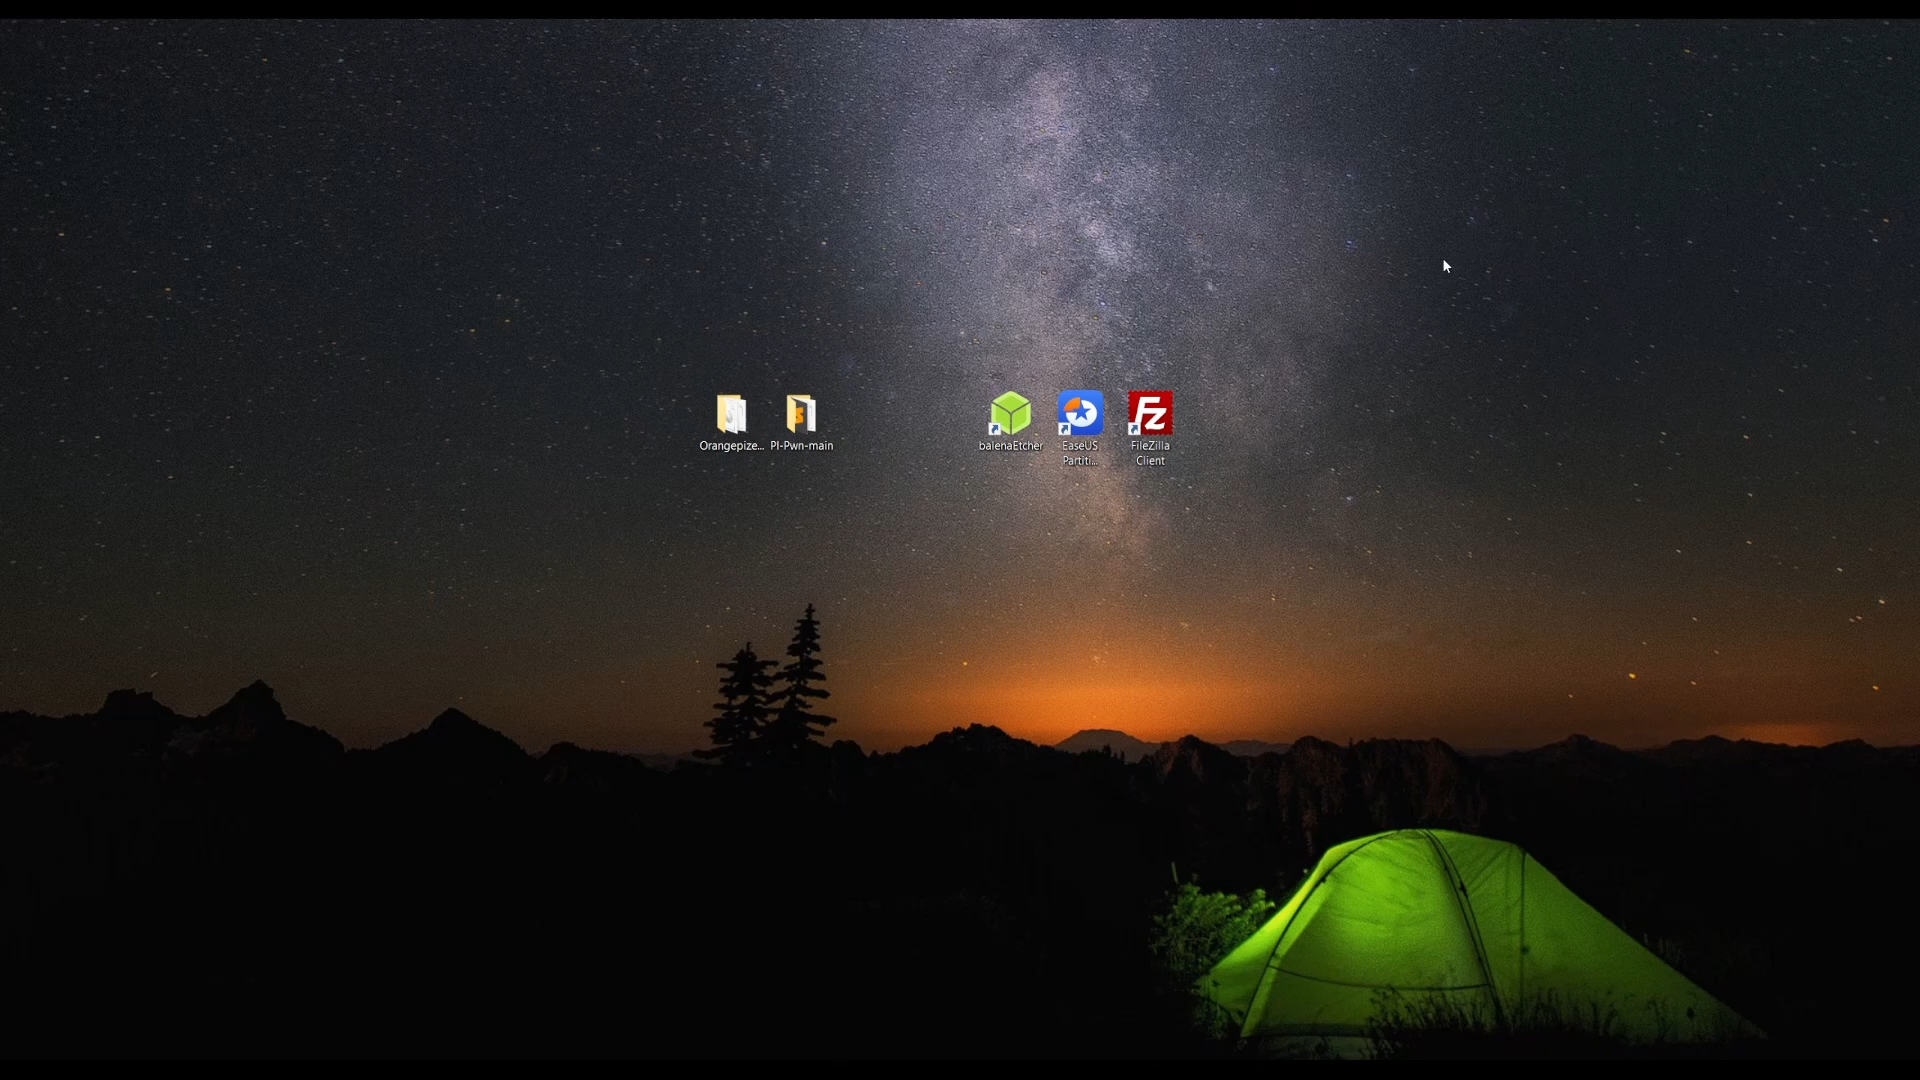 Orangepize...
PI-Pwn-main
balenaEtcher
EaseUS
Partiti...
FileZilla
Client